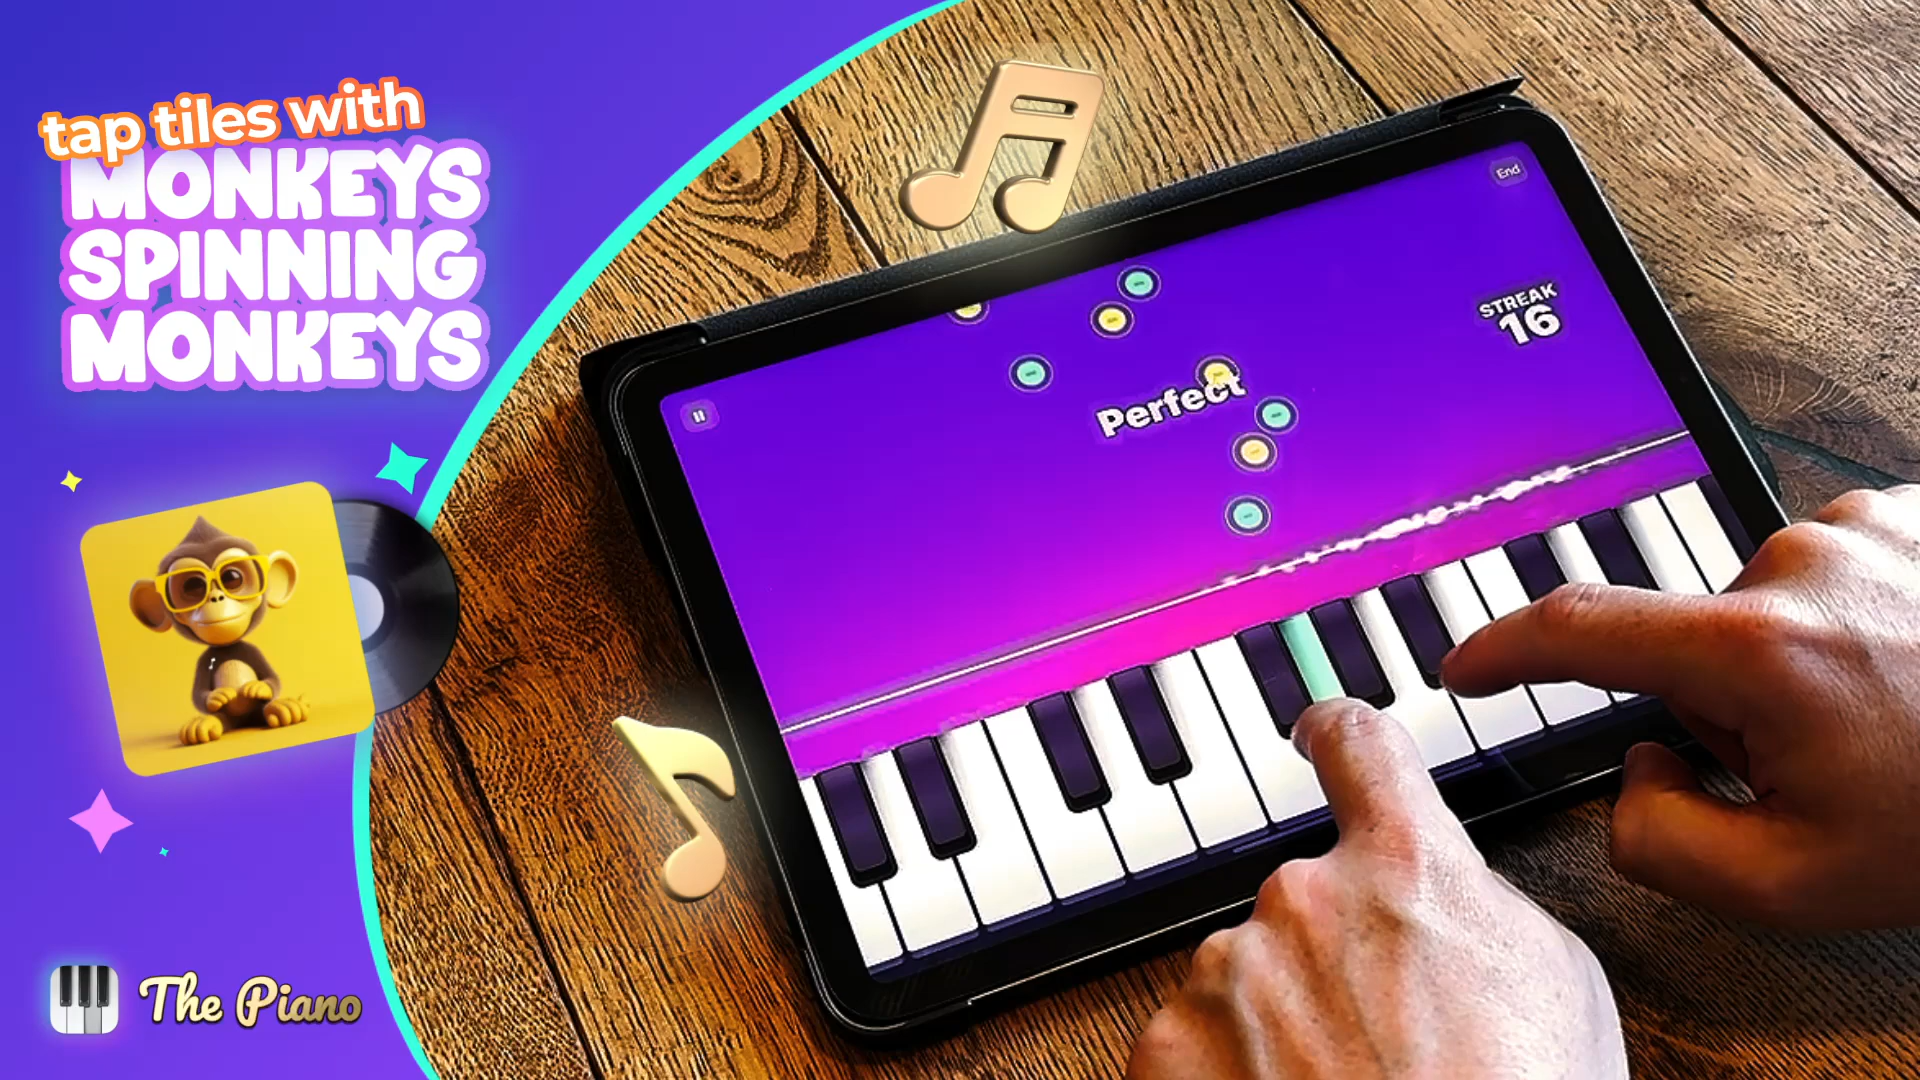 tap tiles with
MONKEYS
SPINNING
MONKEYS
The Piano
End
STREAK
16
Perfect